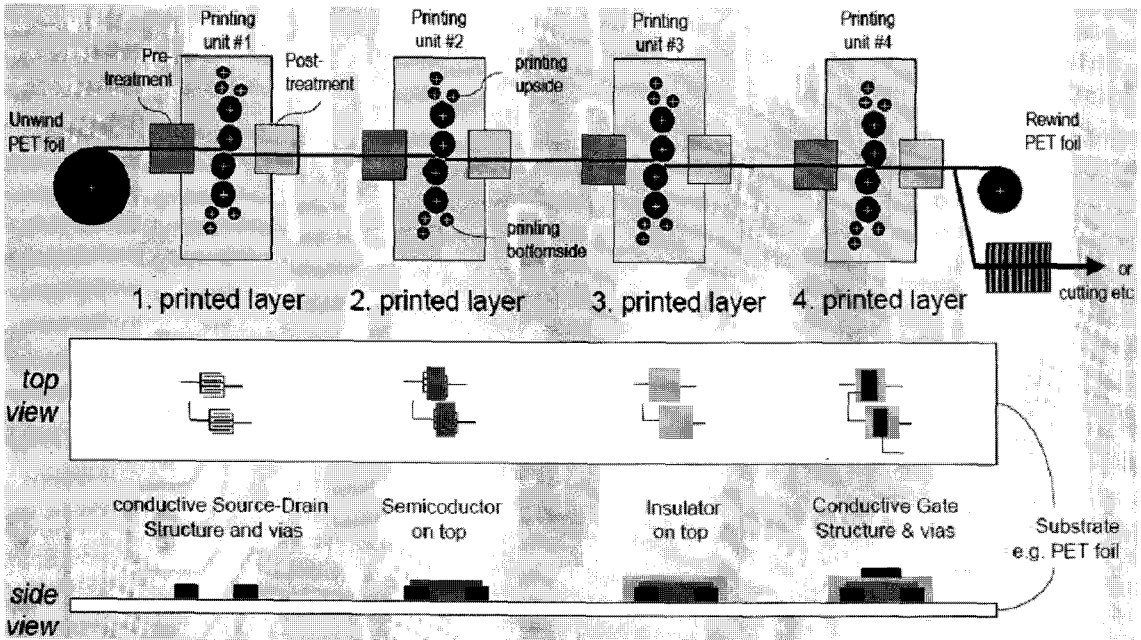 Printing
unit #1
Printing
unit #2
Printing
unit #3
Printing
unit #4
Pre-
treatment
Post-
treatment
printing
upside
Unwind
PET foil
Rewind
PET foil
printing
bottomside
or
cutting etc
1. printed layer
2. printed layer
3. printed layer
4. printed layer
top
view
conductive Source-Drain
Structure and vias
Semicoductor
on top
Insulator
on top
Conductive Gate
Structure & vias
Substrate
e.g. PET foil
side
view